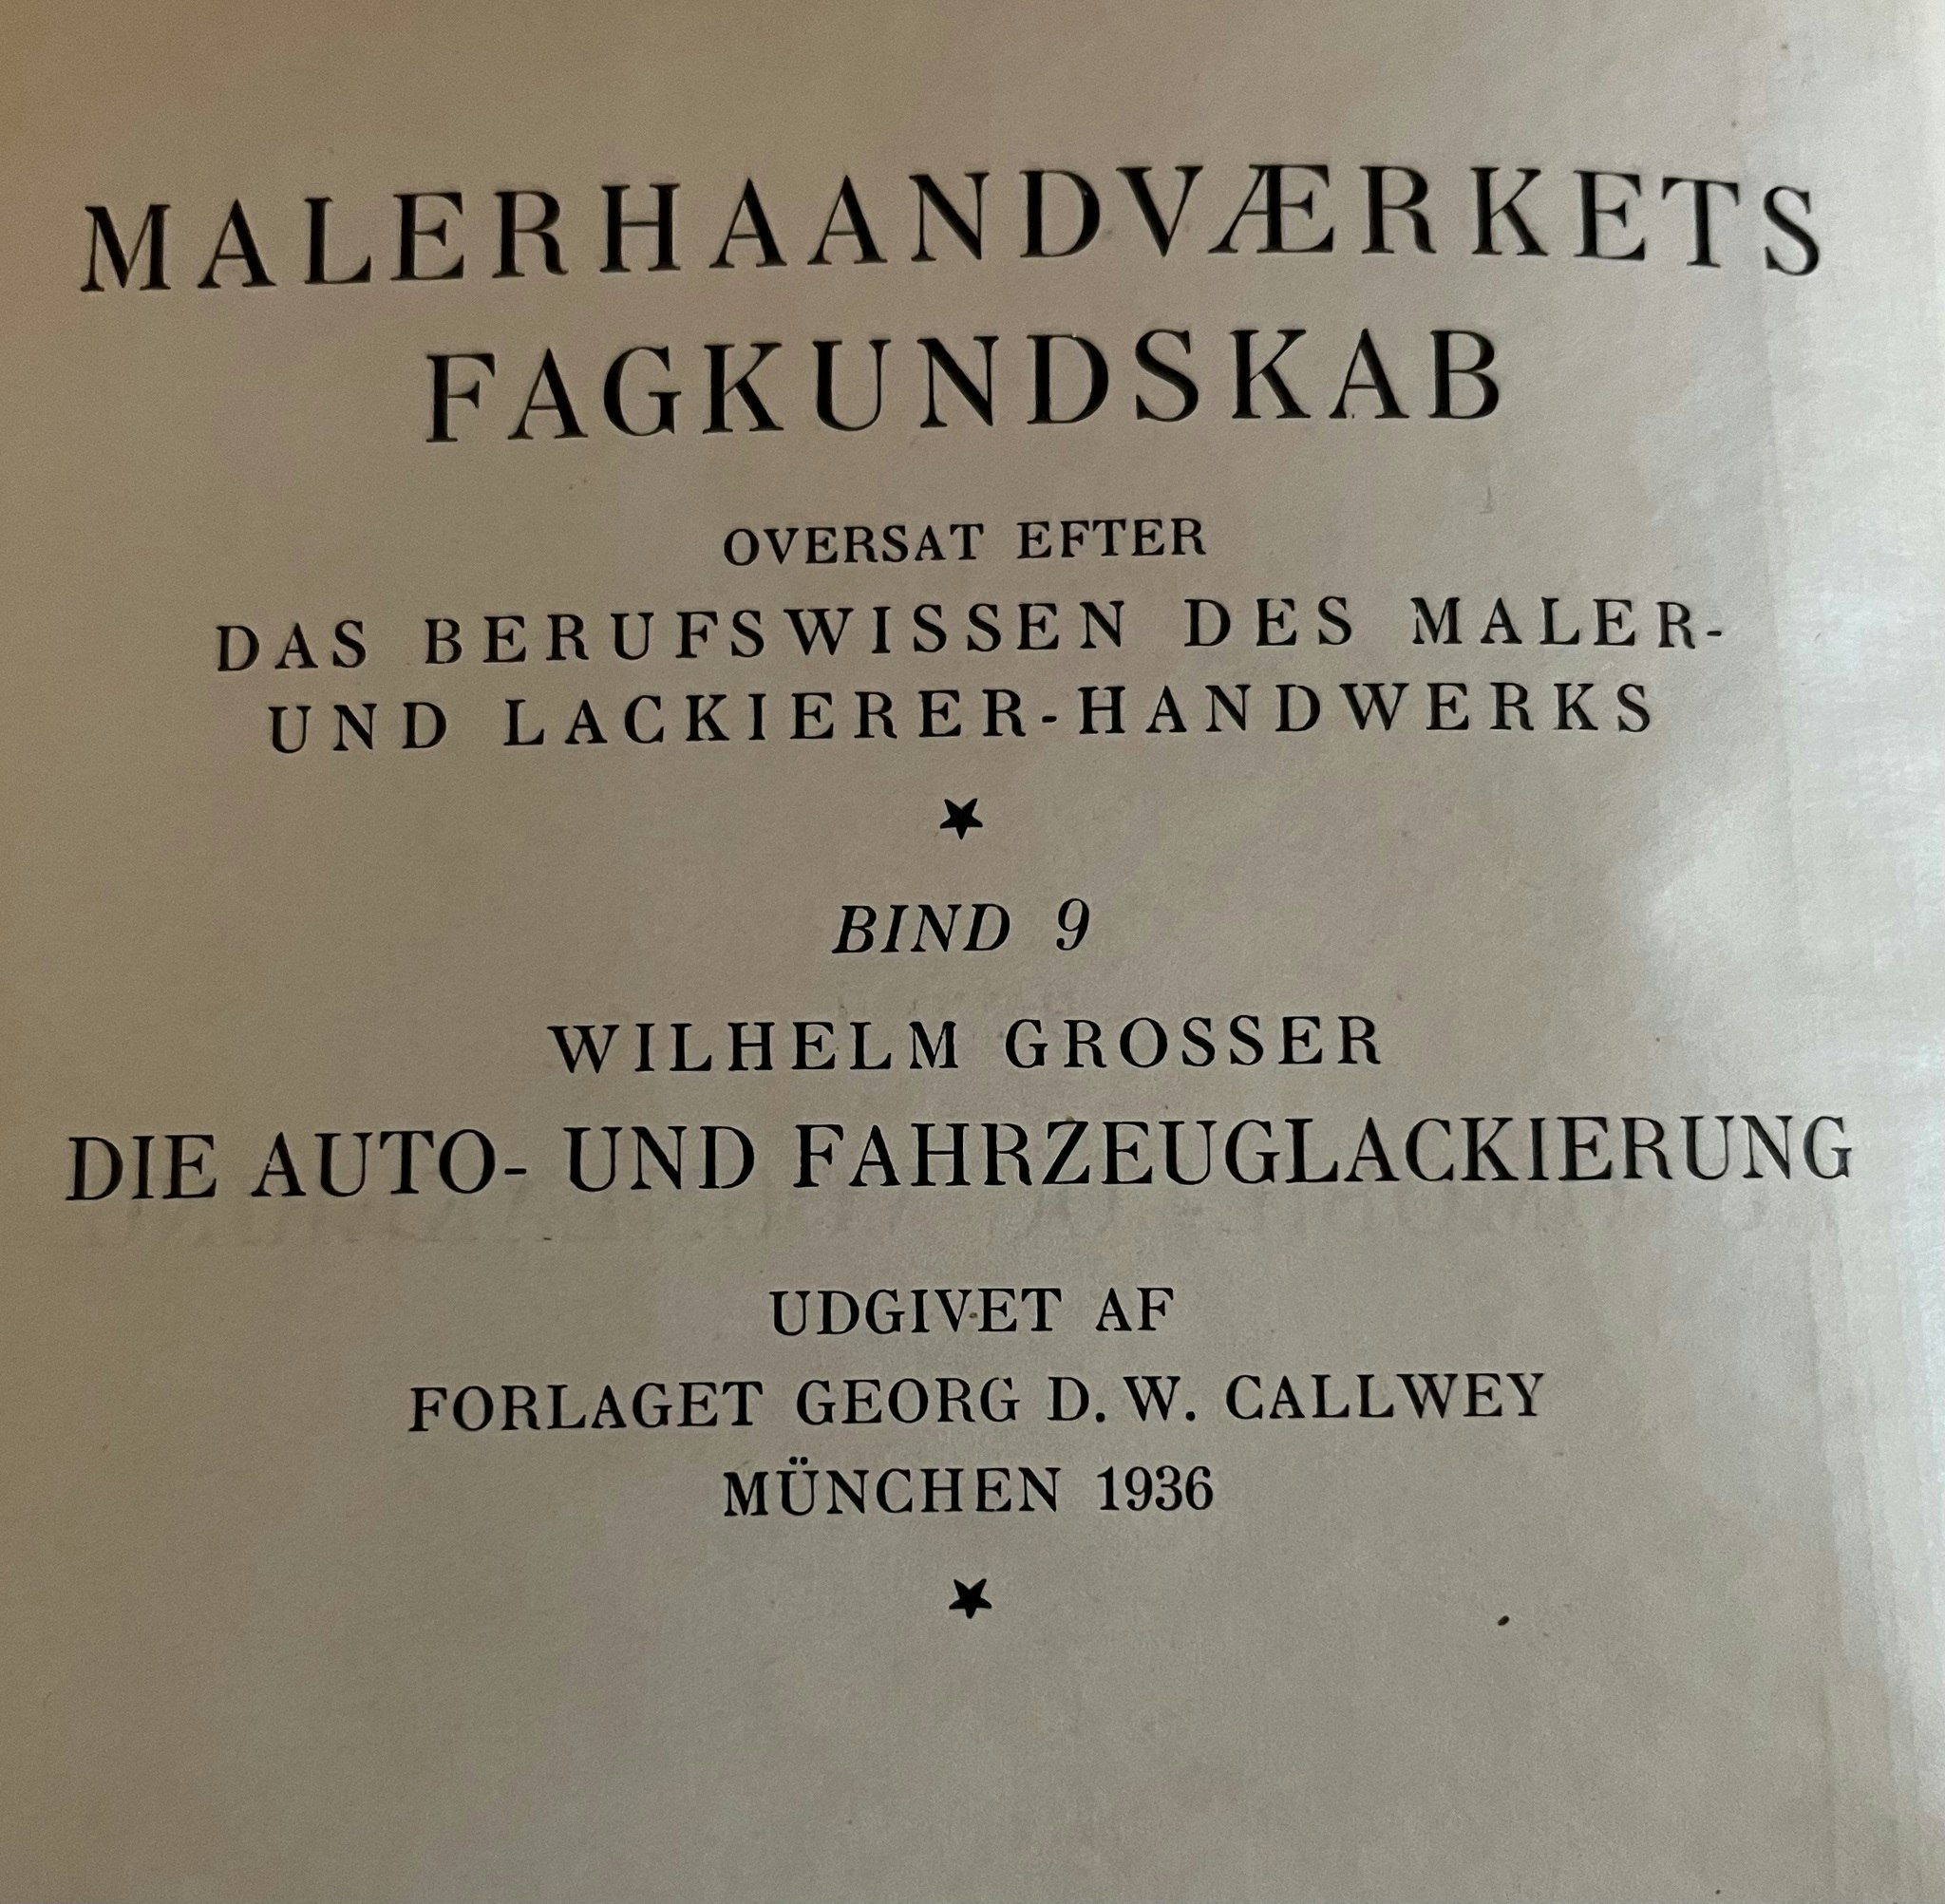 MALERHAANDVÆRKETS
FAGKUNDSKAB
OVERSAT EFTER
DAS BERUFSWISSEN DES MALER-
UND LACKIERER-HANDWERKS
★
BIND 9
WILHELM GROSSER
DIE AUTO- UND FAHRZEUGLACKIERUNG
UDGIVET AF
FORLAGET GEORG D. W. CALLWEY
MÜNCHEN 1936
★